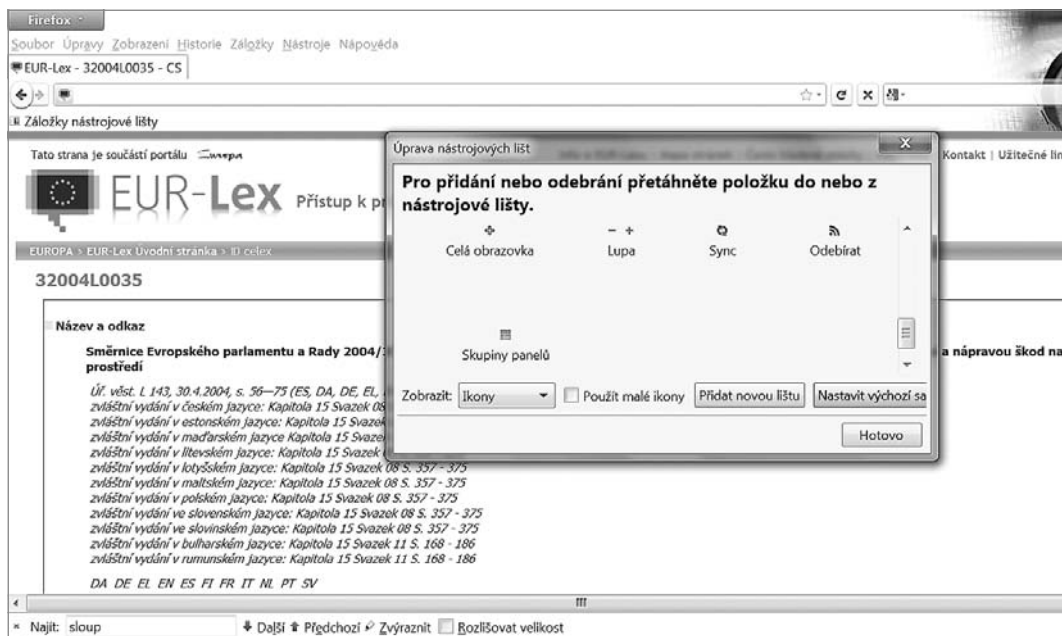 Firefox
Soubor Úpravy Zobrazení Historie Záložky Nástroje Nápověda
EUR-Lex - 32004L0035 - CS
Záložky nástrojové lišty
Tato strana je součástí portálu Europa
Kontakt | Užitečné lin
EUR-Lex Přístup k p
EUROPA > EUR-Lex Úvodní stránka > ID celex
32004L0035
Název a odkaz
Směrnice Evropského parlamentu a Rady 2004/3
a nápravou škod na
prostředí
Úř. věst. L 143, 30.4.2004, s. 56—75 (ES, DA, DE, EL,
zvláštní vydání v českém jazyce: Kapitola 15 Svazek 08
zvláštní vydání v estonském jazyce: Kapitola 15 Svazek
zvláštní vydání v maďarském jazyce: Kapitola 15 Svazek
zvláštní vydání v litevském jazyce: Kapitola 15 Svazek
zvláštní vydání v lotyšském jazyce: Kapitola 15 Svazek 08 S. 357 - 375
zvláštní vydání v maltském jazyce: Kapitola 15 Svazek 08 S. 357 - 375
zvláštní vydání v polském jazyce: Kapitola 15 Svazek 08 S. 357 - 375
zvláštní vydání ve slovenském jazyce: Kapitola 15 Svazek 08 S. 357 - 375
zvláštní vydání ve slovinském jazyce: Kapitola 15 Svazek 08 S. 357 - 375
zvláštní vydání v bulharském jazyce: Kapitola 15 Svazek 11 S. 168 - 186
zvláštní vydání v rumunském jazyce: Kapitola 15 Svazek 11 S. 168 - 186
DA DE EL EN ES FI FR IT NL PT SV
Úprava nástrojových lišt
Pro přidání nebo odebrání přetáhněte položku do nebo z
nástrojové lišty.
Celá obrazovka Lupa Sync Odebírat
Skupiny panelů
Zobrazit: Ikony Použít malé ikony Přidat novou lištu Nastavit výchozí sa
Hotovo
Najít: sloup Další Předchozí Zvýraznit Rozlišovat velikost